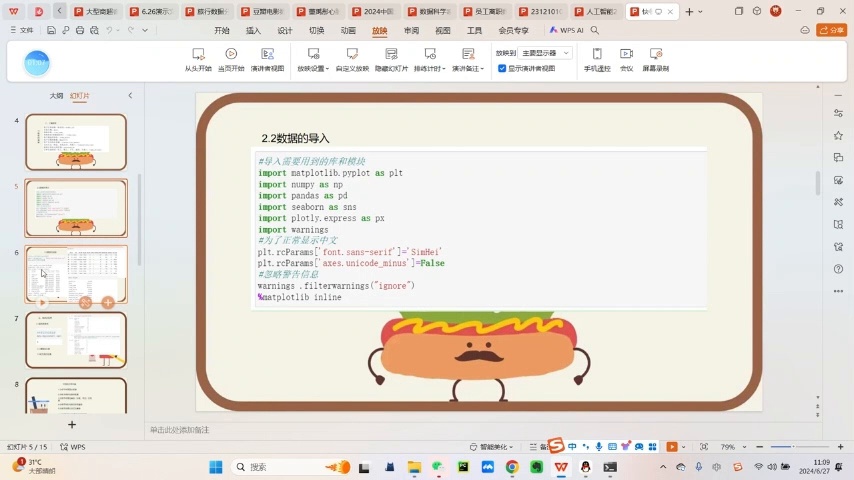 大型商超
6.26演示文
旅行数据
豆瓣电影
2024中国
数据科学
员工离职
23121010
人工智能
文件
开始
插入
设计
切换
动画
放映
审阅
视图
工具
会员专享
WPS AI
分享
从头开始
当页开始
演讲者视图
放映设置
自定义放映
隐藏幻灯片
排练计时
演讲备注
放映到
主要显示器
显示演讲者视图
手机遥控
会议
屏幕录制
大纲 幻灯片
4
5
6
7
8
2.2数据的导入
#导入需要用到的库和模块
import matplotlib.pyplot as plt
import numpy as np
import pandas as pd
import seaborn as sns
import plotly.express as px
import warnings
#为了正常显示中文
plt.rcParams['font.sans-serif']='SimHei'
plt.rcParams['axes.unicode_minus']=False
#忽略警告信息
warnings .filterwarnings("ignore")
%matplotlib inline
单击此处添加备注
幻灯片 5 / 15
WPS
智能美化
中
79%
31°C
大部晴朗
搜索
11:09
2024/6/27